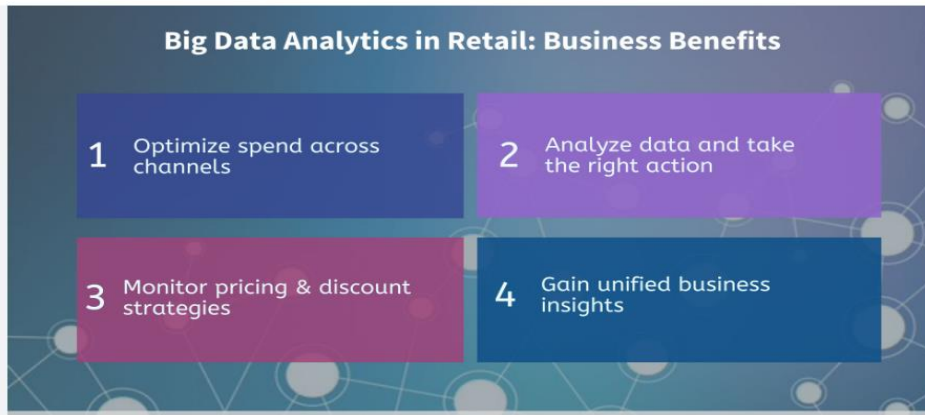 Big Data Analytics in Retail: Business Benefits
1
Optimize spend across
channels
2
Analyze data and take
the right action
3
Monitor pricing & discount
strategies
4
Gain unified business
insights